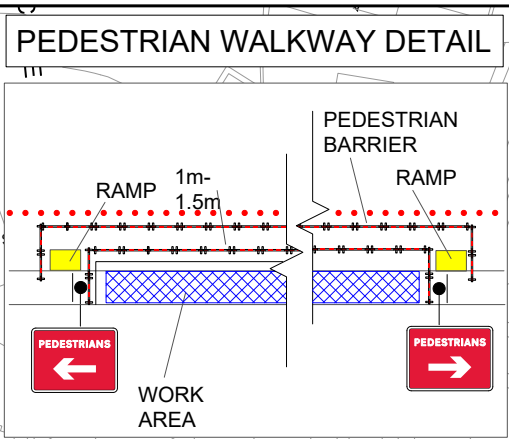 PEDESTRIAN WALKWAY DETAIL
PEDESTRIAN
BARRIER
RAMP
1m-
1.5m
RAMP
PEDESTRIANS
PEDESTRIANS
WORK
AREA